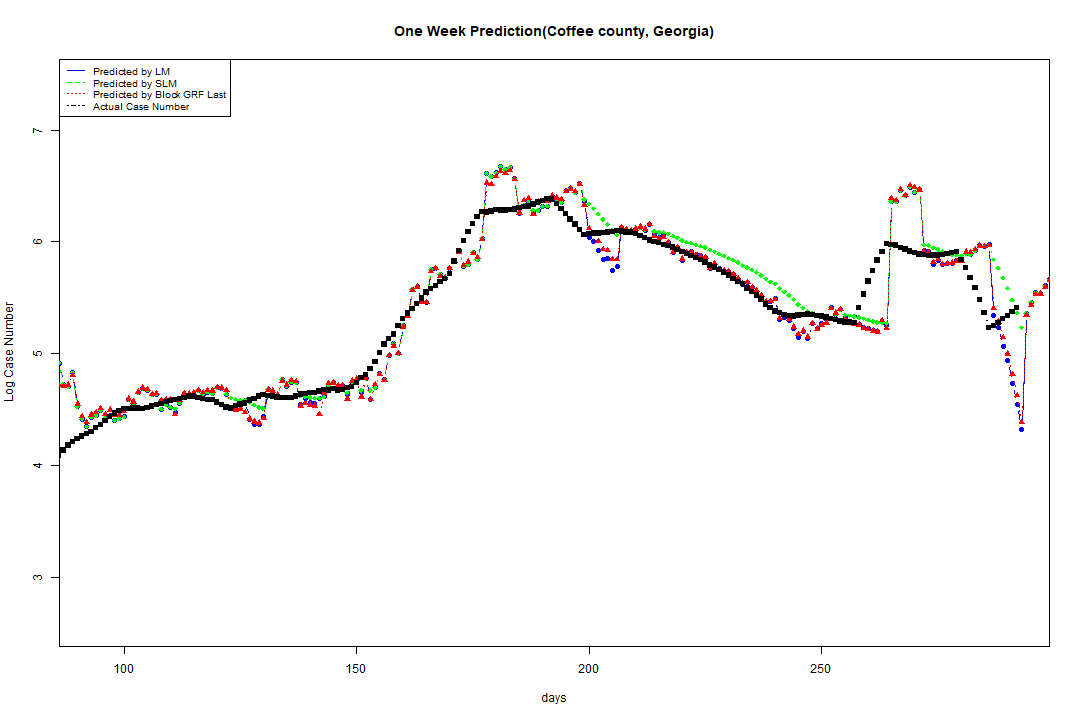 One Week Prediction(Coffee county, Georgia)
Predicted by LM
Predicted by SLM
Predicted by Block GRF Last
Actual Case Number
7
6
5
4
3
Log Case Number
100 150 200 250
days